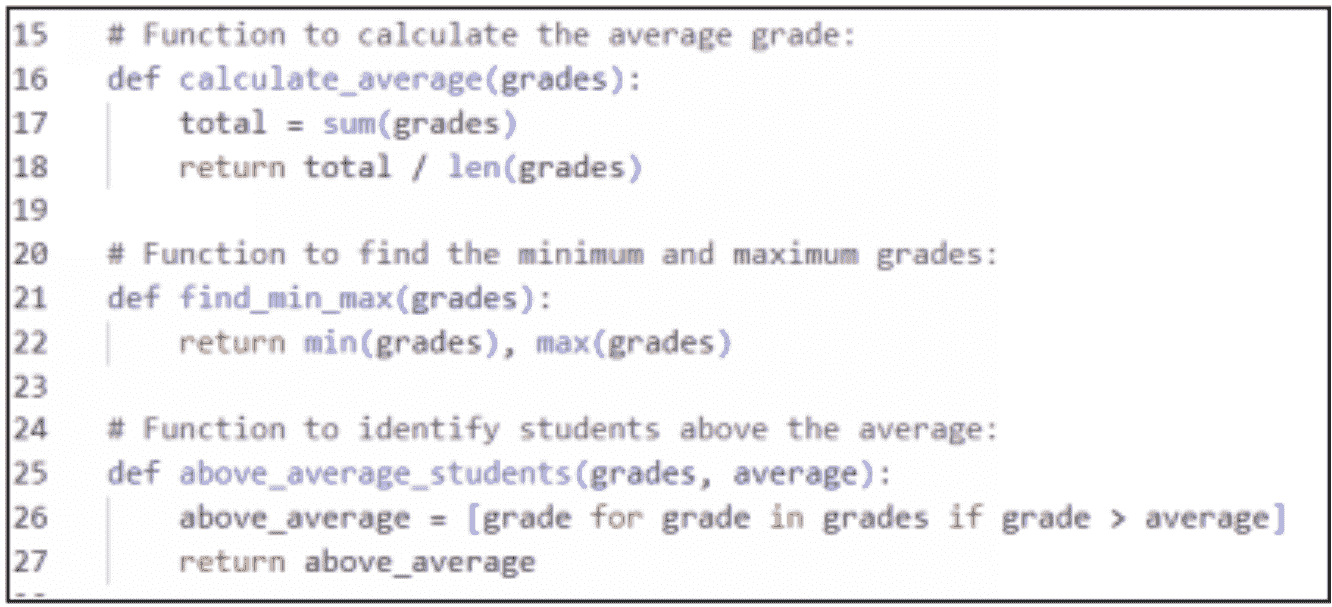 15 # Function to calculate the average grade:
16 def calculate_average(grades):
17     total = sum(grades)
18     return total / len(grades)
19
20 # Function to find the minimum and maximum grades:
21 def find_min_max(grades):
22     return min(grades), max(grades)
23
24 # Function to identify students above the average:
25 def above_average_students(grades, average):
26     above_average = [grade for grade in grades if grade > average]
27     return above_average